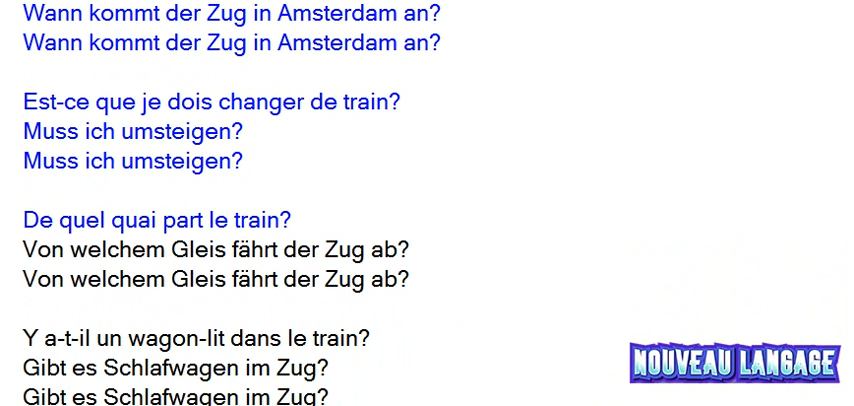 Wann kommt der Zug in Amsterdam an?
Wann kommt der Zug in Amsterdam an?
Est-ce que je dois changer de train?
Muss ich umsteigen?
Muss ich umsteigen?
De quel quai part le train?
Von welchem Gleis fährt der Zug ab?
Von welchem Gleis fährt der Zug ab?
Y a-t-il un wagon-lit dans le train?
Gibt es Schlafwagen im Zug?
Gibt es Schlafwagen im Zug?
NOUVEAU LANGAGE